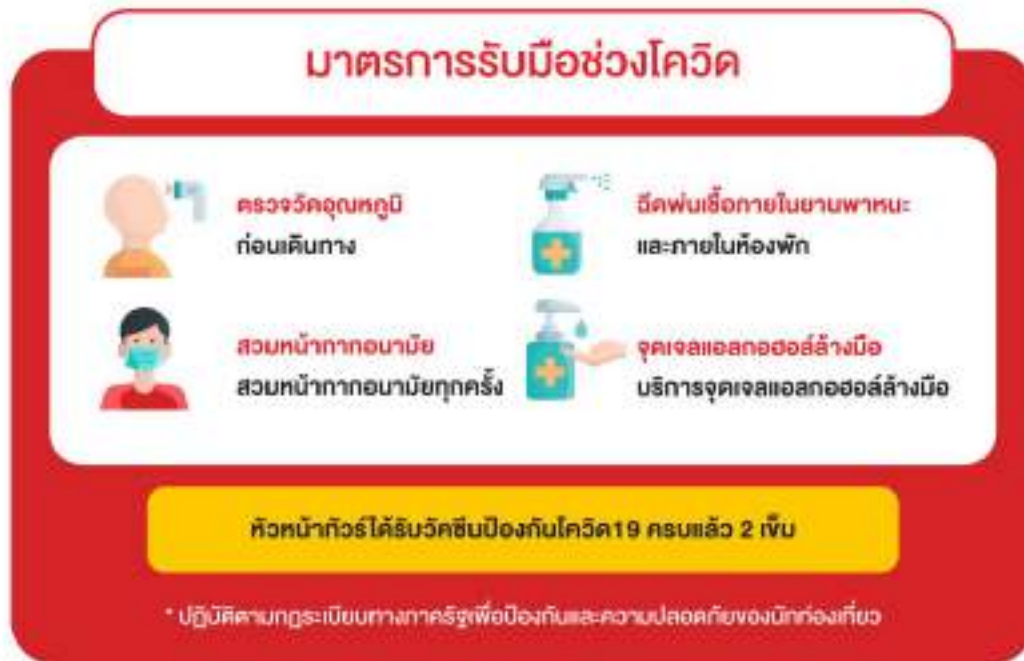 มาตรการรับมือช่วงโควิด
ตรวจวัดอุณหภูมิ
ก่อนเดินทาง
ฉีดพ่นเชื้อภายในยานพาหนะ
และภายในห้องพัก
สวมหน้ากากอนามัย
สวมหน้ากากอนามัยทุกครั้ง
จุดเจลแอลกอฮอล์ล้างมือ
บริการจุดเจลแอลกอฮอล์ล้างมือ
หัวหน้าทัวร์ได้รับวัคซีนป้องกันโควิด19 ครบแล้ว 2 เข็ม
* ปฏิบัติตามกฎระเบียบทางภาครัฐเพื่อป้องกันและความปลอดภัยของนักท่องเที่ยว